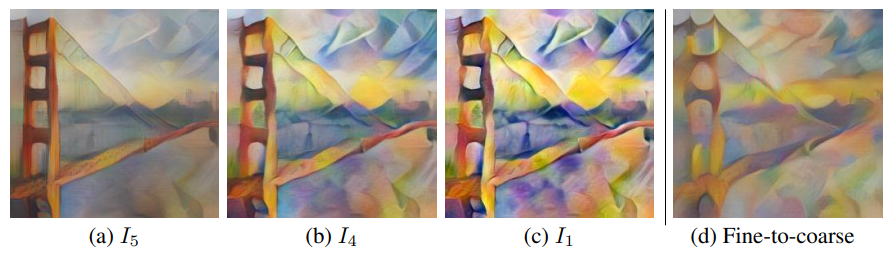 (a) I₅
(b) I₄
(c) I₁
(d) Fine-to-coarse